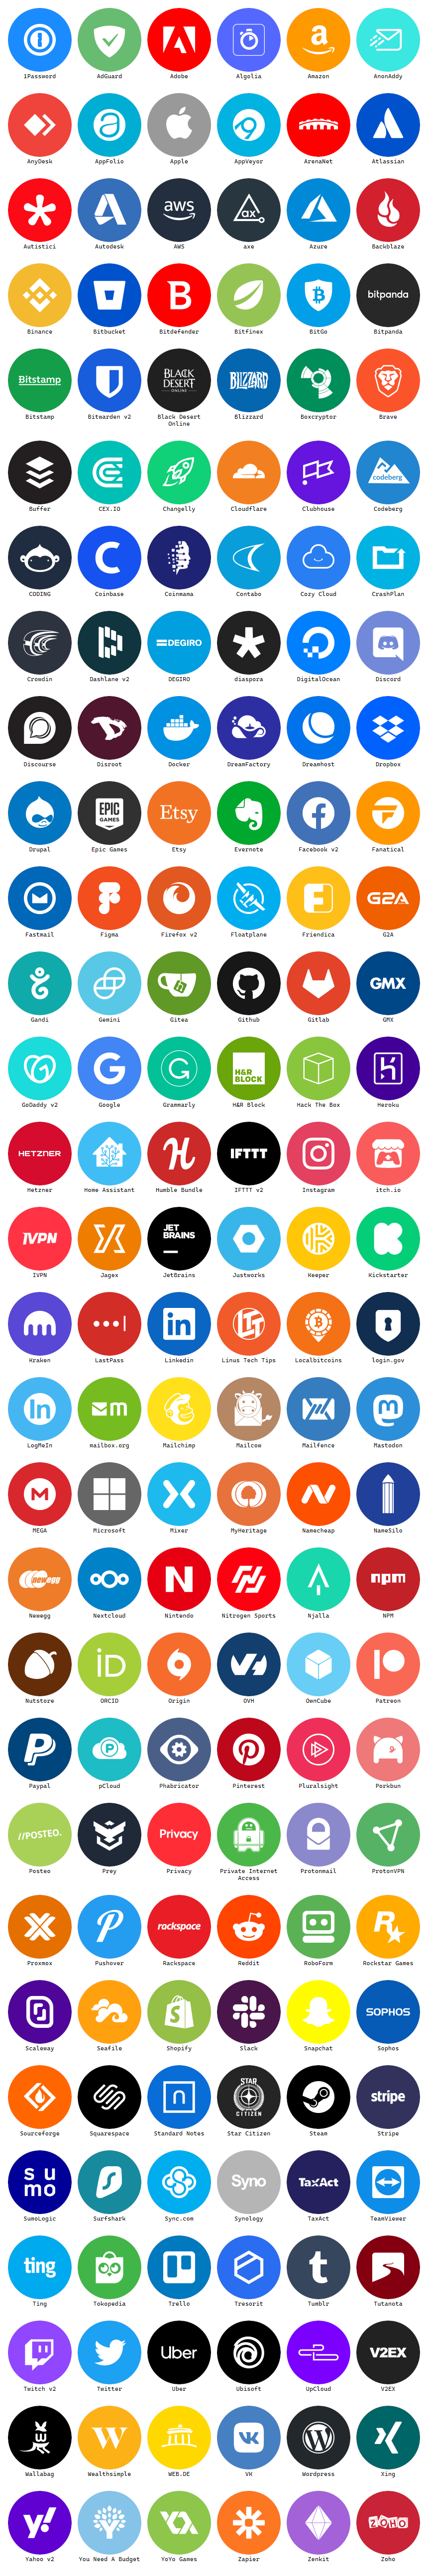 1Password AdGuard Adobe Algolia Amazon AnonAddy
AnyDesk AppFolio Apple AppVeyor ArenaNet Atlassian
aws ax
Autistici Autodesk AWS axe Azure Backblaze
B bitpanda
Binance Bitbucket Bitdefender Bitfinex BitGo Bitpanda
Bitstamp BLACK DESERT ONLINE BLIZZARD
Bitstamp Bitwarden v2 Black Desert Online Blizzard Boxcryptor Brave
codeberg
Buffer CEX.IO Changelly Cloudflare Clubhouse Codeberg
CODING Coinbase Coinmama Contabo Cozy Cloud CrashPlan
DEGIRO
Crowdin Dashlane v2 DEGIRO diaspora DigitalOcean Discord
Discourse Disroot Docker DreamFactory Dreamhost Dropbox
EPIC GAMES Etsy
Drupal Epic Games Etsy Evernote Facebook v2 Fanatical
G2A
Fastmail Figma Firefox v2 Floatplane Friendica G2A
GMX
Gandi Gemini Gitea Github Gitlab GMX
G G H&R BLOCK
GoDaddy v2 Google Grammarly H&R Block Hack The Box Heroku
HETZNER H IFTTT
Hetzner Home Assistant Humble Bundle IFTTT v2 Instagram itch.io
IVPN JET BRAINS
IVPN Jagex JetBrains Justworks Keeper Kickstarter
in LTT
Kraken LastPass Linkedin Linus Tech Tips Localbitcoins login.gov
In m
LogMeIn mailbox.org Mailchimp Mailcow Mailfence Mastodon
M
MEGA Microsoft Mixer MyHeritage Namecheap NameSilo
newegg N npm
Newegg Nextcloud Nintendo Nitrogen Sports Njalla NPM
iD
Nutstore ORCID Origin OVH OwnCube Patreon
P
Paypal pCloud Phabricator Pinterest Pluralsight Porkbun
//POSTEO. Privacy
Posteo Prey Privacy Private Internet Access Protonmail ProtonVPN
rackspace R
Proxmox Pushover Rackspace Reddit RoboForm Rockstar Games
S SOPHOS
Scaleway Seafile Shopify Slack Snapchat Sophos
n STAR CITIZEN stripe
Sourceforge Squarespace Standard Notes Star Citizen Steam Stripe
sumo Syno TaxAct
SumoLogic Surfshark Sync.com Synology TaxAct TeamViewer
ting t
Ting Tokopedia Trello Tresorit Tumblr Tutanota
Uber V2EX
Twitch v2 Twitter Uber Ubisoft UpCloud V2EX
W VK W
Wallabag Wealthsimple WEB.DE VK Wordpress Xing
y! ZOHO
Yahoo v2 You Need A Budget YoYo Games Zapier Zenkit Zoho